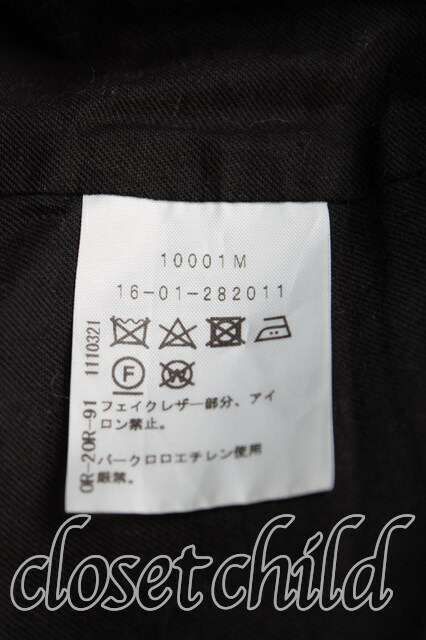 10001M
16-01-282011
F
W
フェイクレザー部分、アイ
ロン禁止。
パークロロエチレン使用
厳禁。
OR-20R-91 1110321
closet child